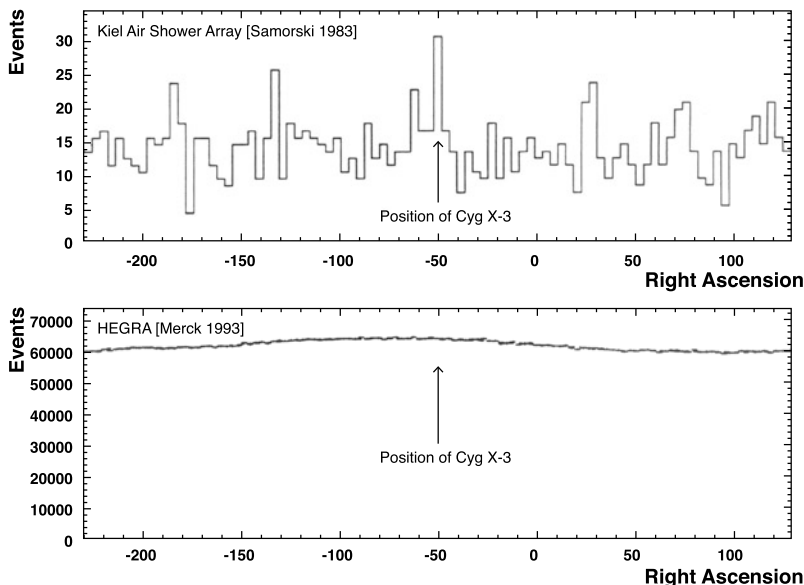 Events
Kiel Air Shower Array [Samorski 1983]
30
25
20
15
10
5
0
Position of Cyg X-3
-200 -150 -100 -50 0 50 100
Right Ascension
Events
HEGRA [Merck 1993]
70000
60000
50000
40000
30000
20000
10000
0
Position of Cyg X-3
-200 -150 -100 -50 0 50 100
Right Ascension